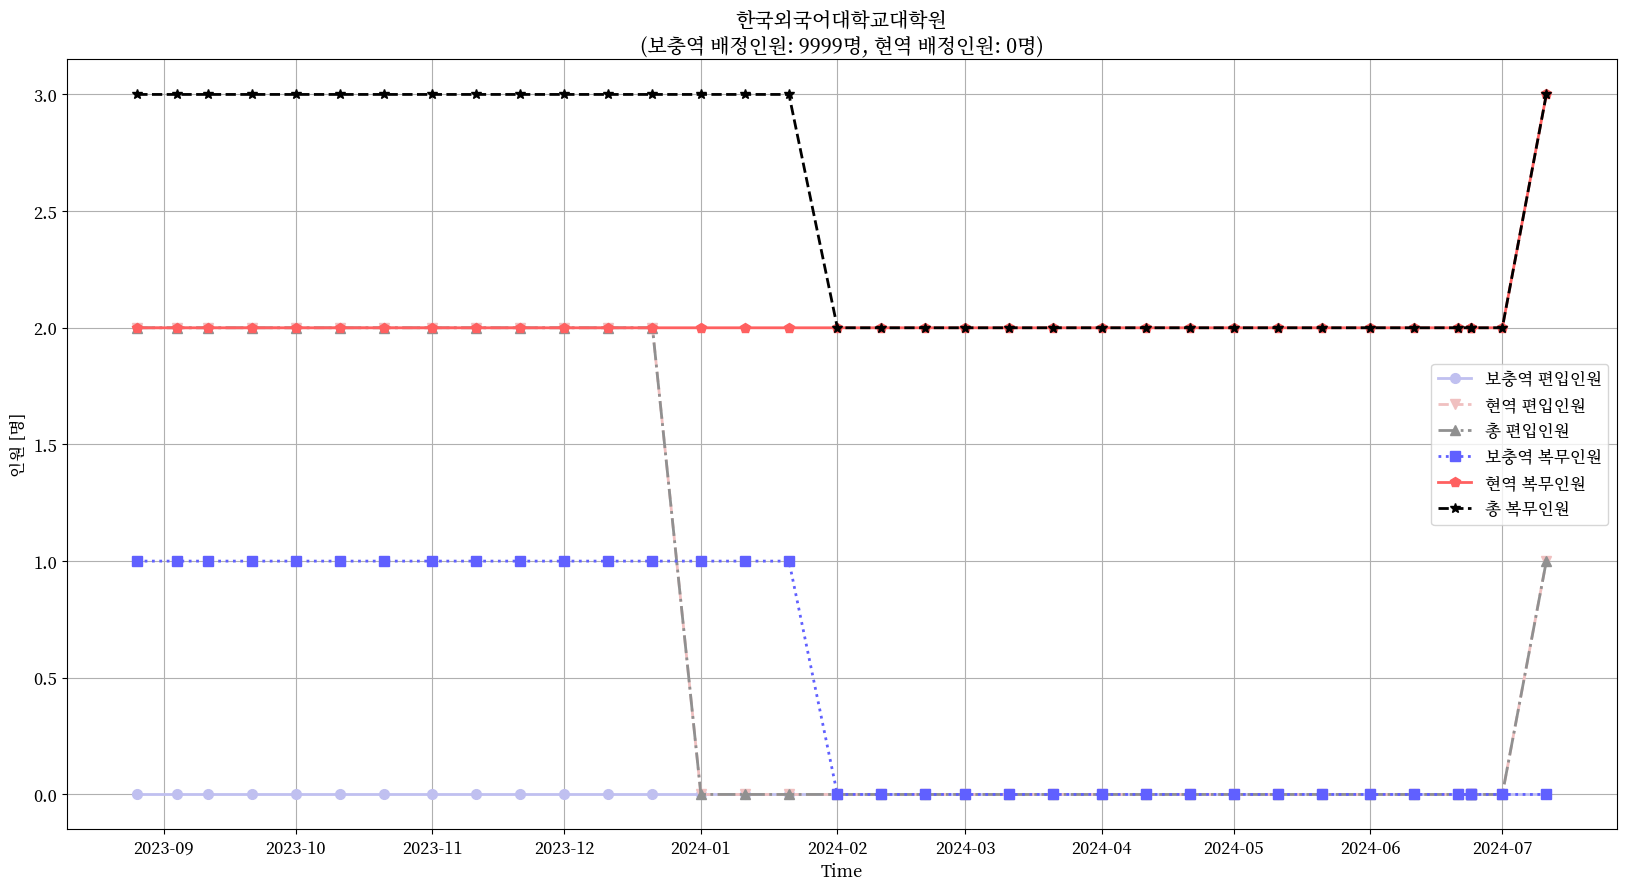 한국외국어대학교대학원
(보충역 배정인원: 9999명, 현역 배정인원: 0명)
3.0
2.5
2.0
1.5
1.0
0.5
0.0
인원 [명]
보충역 편입인원
현역 편입인원
총 편입인원
보충역 복무인원
현역 복무인원
총 복무인원
2023-09 2023-10 2023-11 2023-12 2024-01 2024-02 2024-03 2024-04 2024-05 2024-06 2024-07
Time